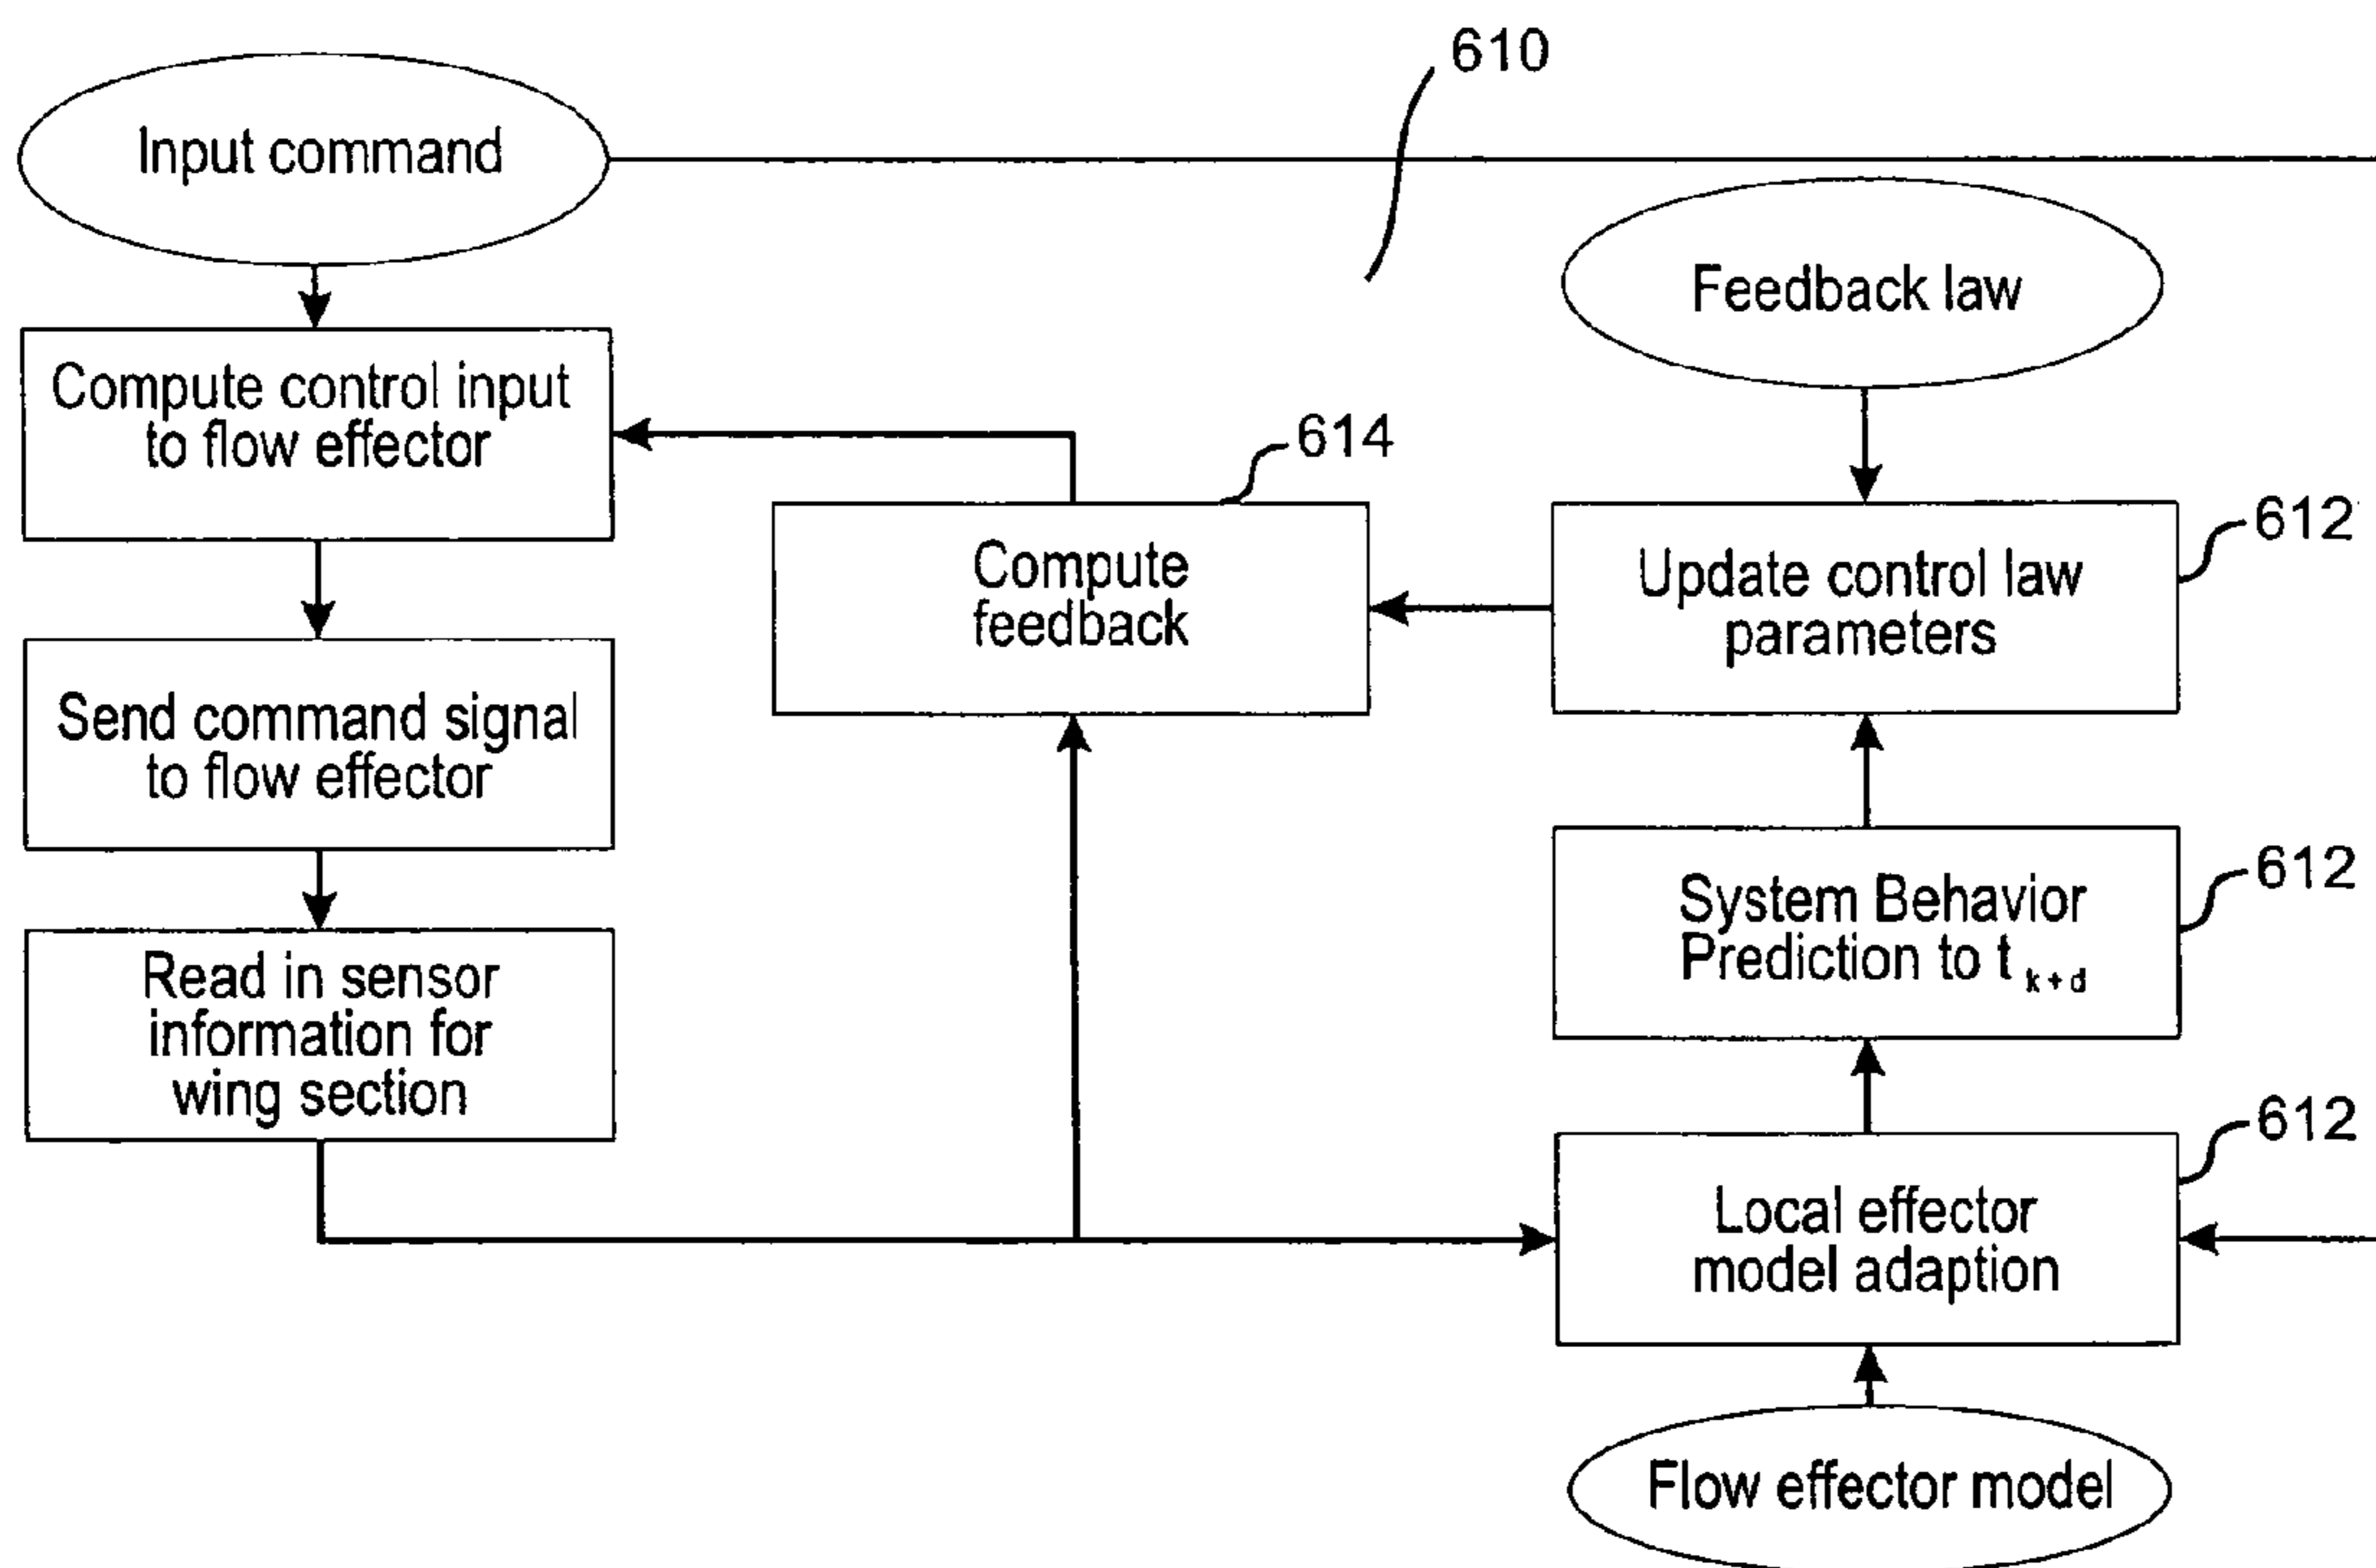 610
Input command
Feedback law
Compute control input
to flow effector
614
612
Compute
feedback
Update control law
parameters
Send command signal
to flow effector
612
System Behavior
Prediction to t k+d
Read in sensor
information for
wing section
612
Local effector
model adaption
Flow effector model